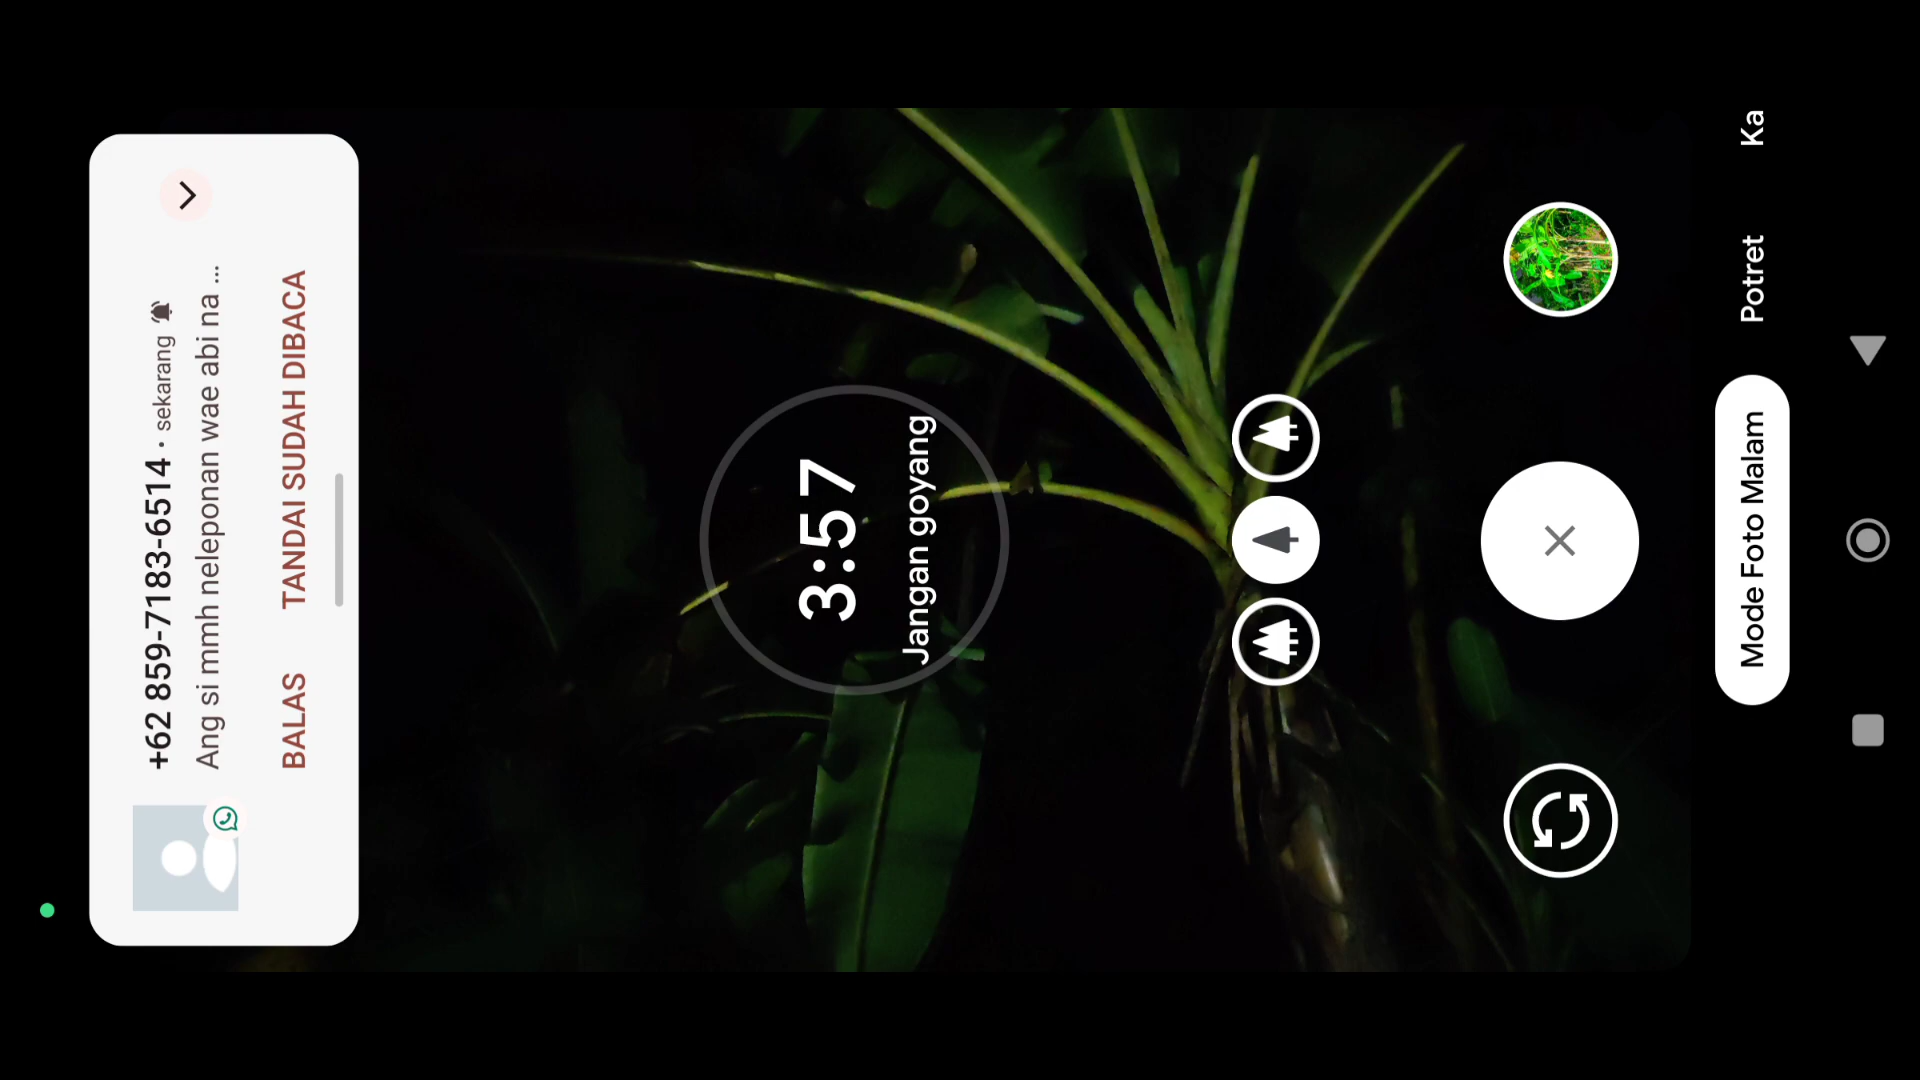 +62 859-7183-6514 • sekarang
Ang si mmh neleponan wae abi na ...
BALAS TANDAI SUDAH DIBACA
3:57
Jangan goyang
Mode Foto Malam Potret Ka